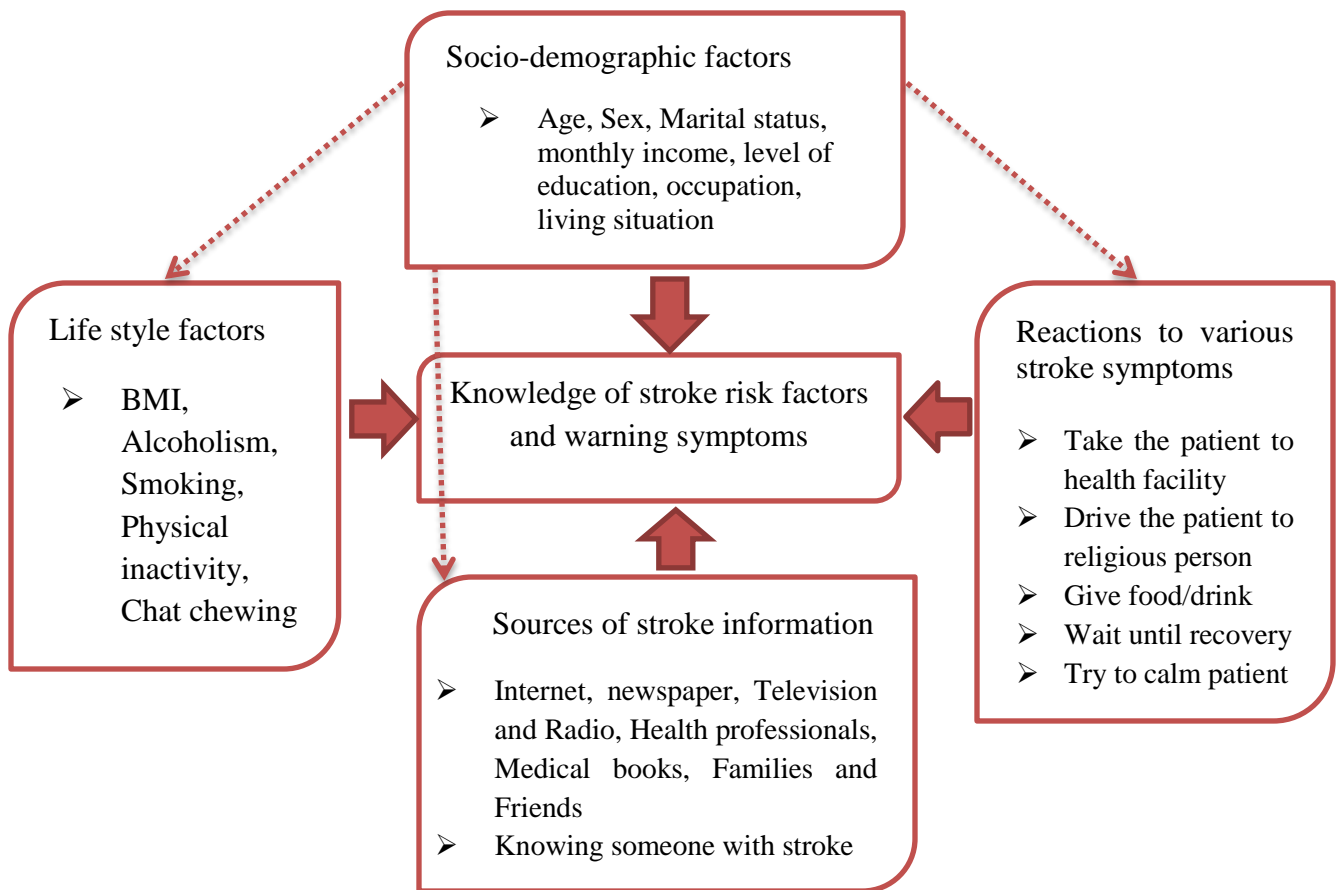 Socio-demographic factors
➢ Age, Sex, Marital status,
monthly income, level of
education, occupation,
living situation
Life style factors
➢ BMI,
Alcoholism,
Smoking,
Physical
inactivity,
Chat chewing
Knowledge of stroke risk factors
and warning symptoms
Reactions to various
stroke symptoms
➢ Take the patient to
health facility
➢ Drive the patient to
religious person
➢ Give food/drink
➢ Wait until recovery
➢ Try to calm patient
Sources of stroke information
➢ Internet, newspaper, Television
and Radio, Health professionals,
Medical books, Families and
Friends
➢ Knowing someone with stroke